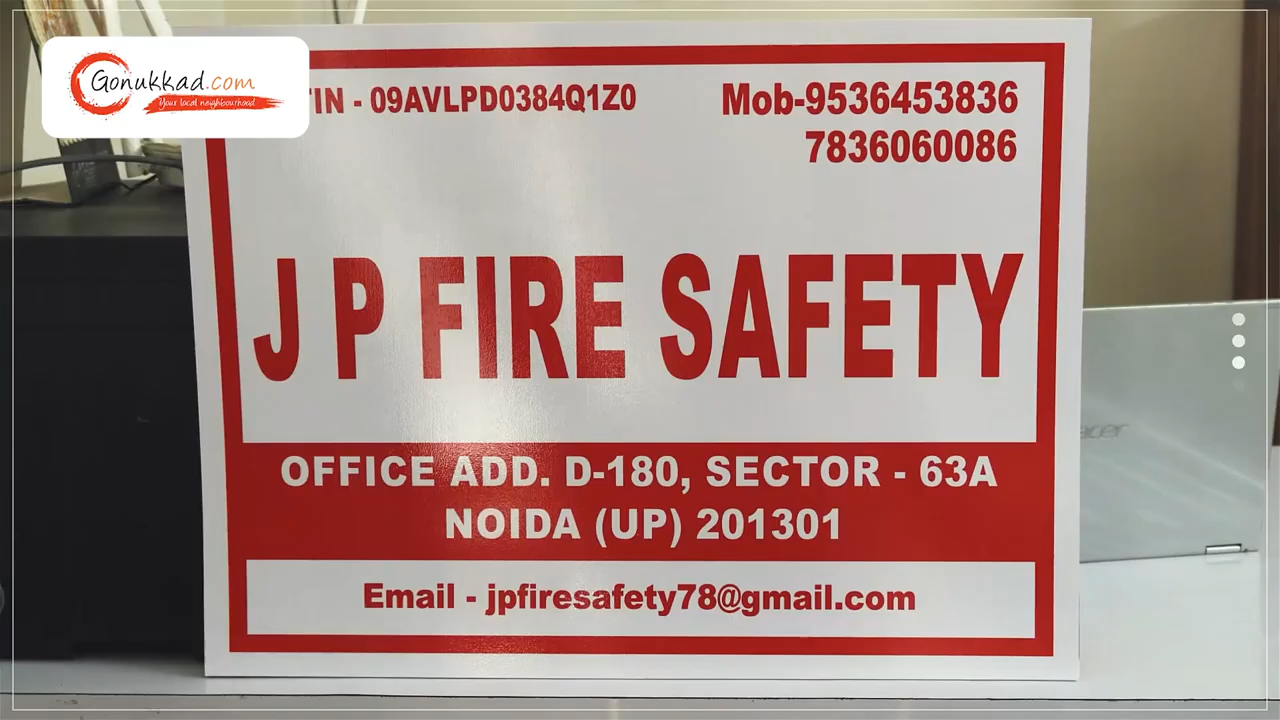 Gonukkad.com
Your local neighbourhood
TIN - 09AVLPD0384Q1Z0
Mob-9536453836
7836060086
J P FIRE SAFETY
OFFICE ADD. D-180, SECTOR - 63A
NOIDA (UP) 201301
Email - jpfiresafety78@gmail.com
acer